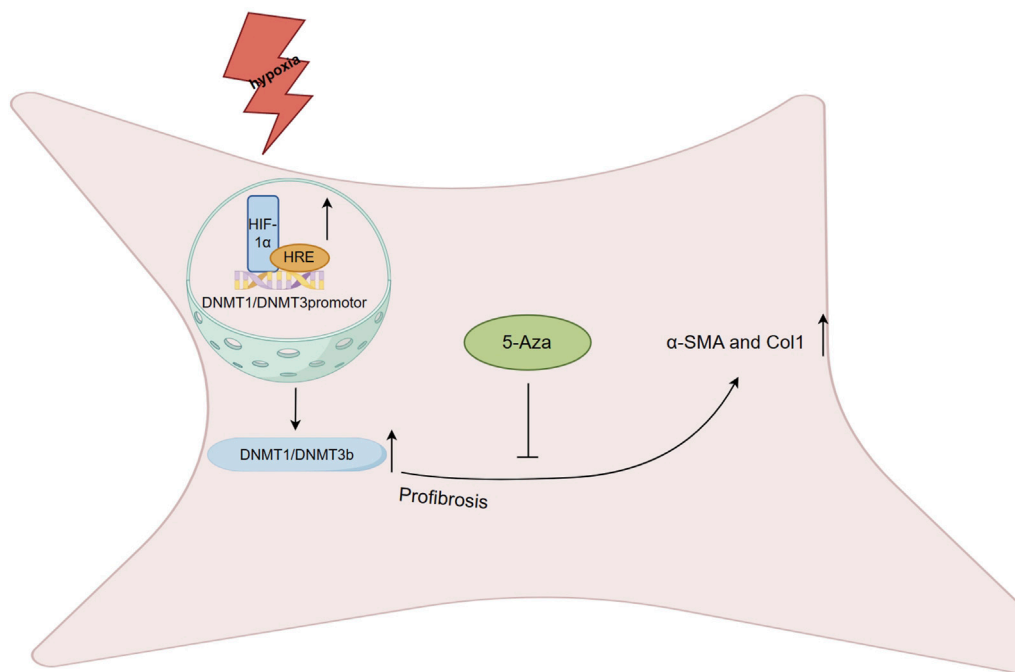 hypoxia
HIF-
1α
HRE
DNMT1/DNMT3promotor
5-Aza
α-SMA and Col1
DNMT1/DNMT3b
Profibrosis